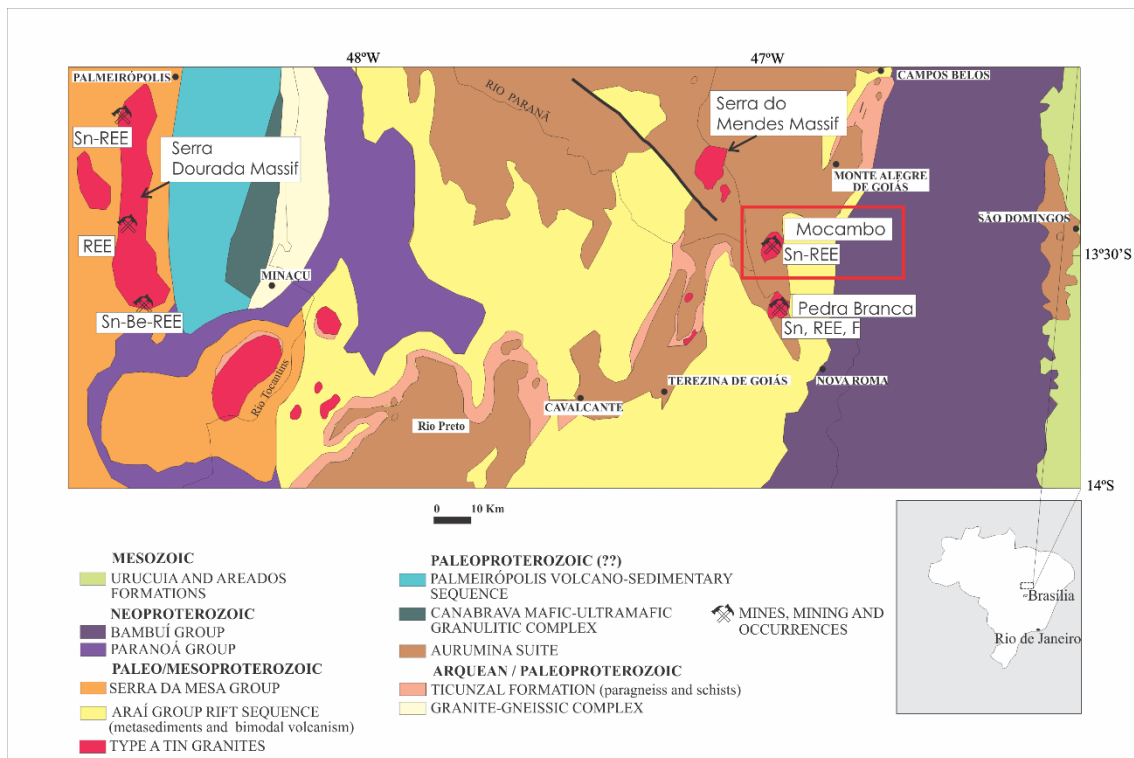 48ºW
47ºW
PALMEIRÓPOLIS
CAMPOS BELOS
RIO PARANÃ
Serra do
Mendes Massif
Sn-REE
Serra
Dourada Massif
MONTE ALEGRE
DE GOIÁS
SÃO DOMINGOS
Mocambo
Sn-REE
REE
13º30'S
MINAÇU
Sn-Be-REE
Pedra Branca
Sn, REE, F
Rio Tocantins
TEREZINA DE GOIÁS
NOVA ROMA
CAVALCANTE
Rio Preto
14ºS
0 10 Km
MESOZOIC
URUCUIA AND AREADOS
FORMATIONS
NEOPROTEROZOIC
BAMBUÍ GROUP
PARANOÁ GROUP
PALEO/MESOPROTEROZOIC
SERRA DA MESA GROUP
ARAÍ GROUP RIFT SEQUENCE
(metasediments and bimodal volcanism)
TYPE A TIN GRANITES
PALEOPROTEROZOIC (??)
PALMEIRÓPOLIS VOLCANO-SEDIMENTARY
SEQUENCE
CANABRAVA MAFIC-ULTRAMAFIC
GRANULITIC COMPLEX
AURUMINA SUITE
ARQUEAN / PALEOPROTEROZOIC
TICUNZAL FORMATION (paragneiss and schists)
GRANITE-GNEISSIC COMPLEX
MINES, MINING AND
OCCURRENCES
Brasília
Rio de Janeiro